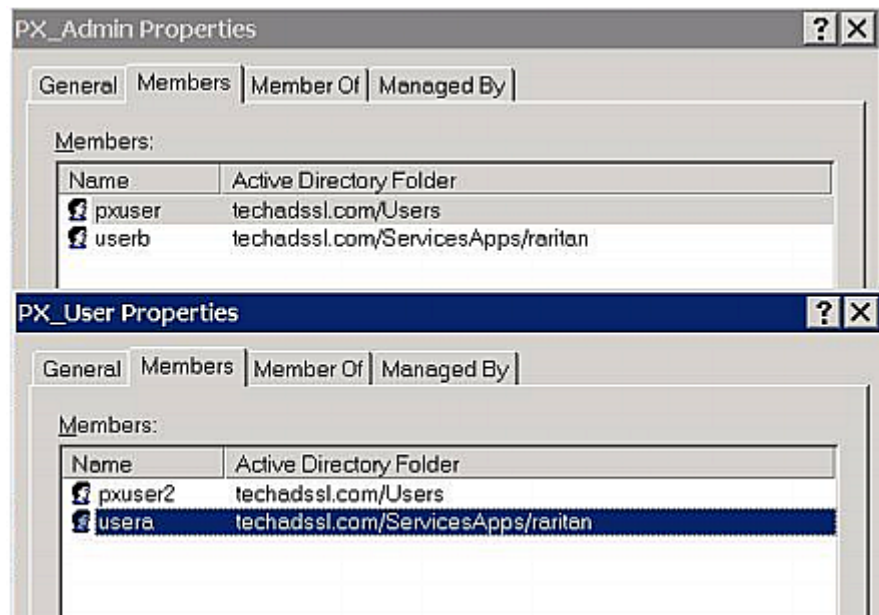 PX_Admin Properties
General Members Member Of Managed By
Members:
Name Active Directory Folder
pxuser techadssl.com/Users
userb techadssl.com/ServicesApps/raritan
PX_User Properties
General Members Member Of Managed By
Members:
Name Active Directory Folder
pxuser2 techadssl.com/Users
usera techadssl.com/ServicesApps/raritan